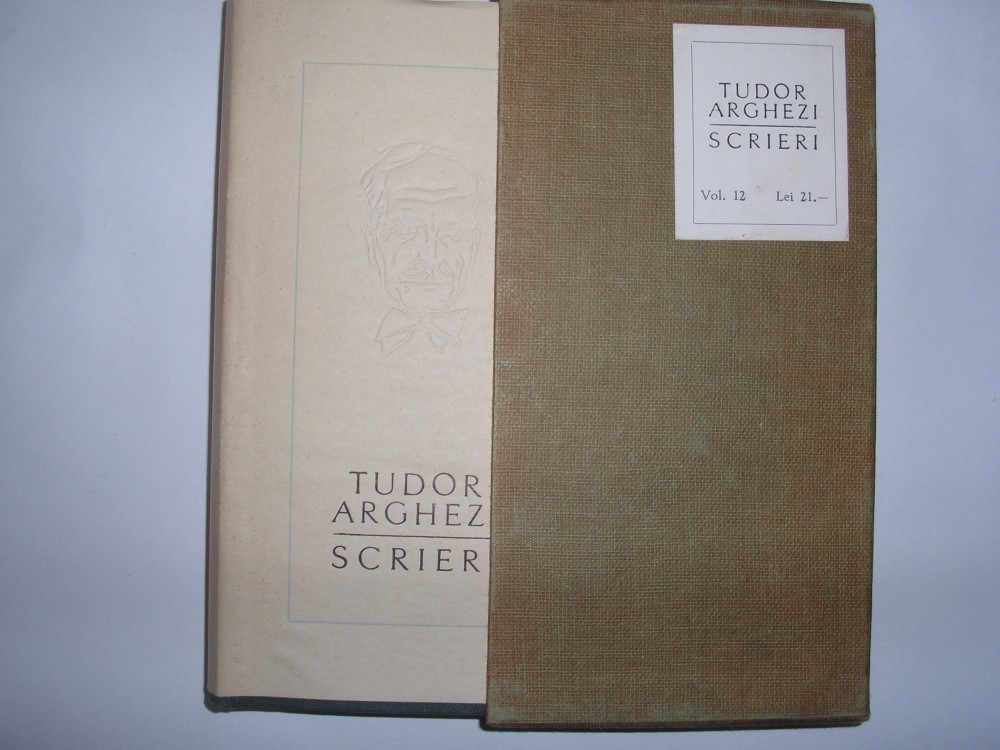 TUDOR
ARGHEZ
SCRIER
TUDOR
ARGHEZI
SCRIERI
Vol. 12 Lei 21.—